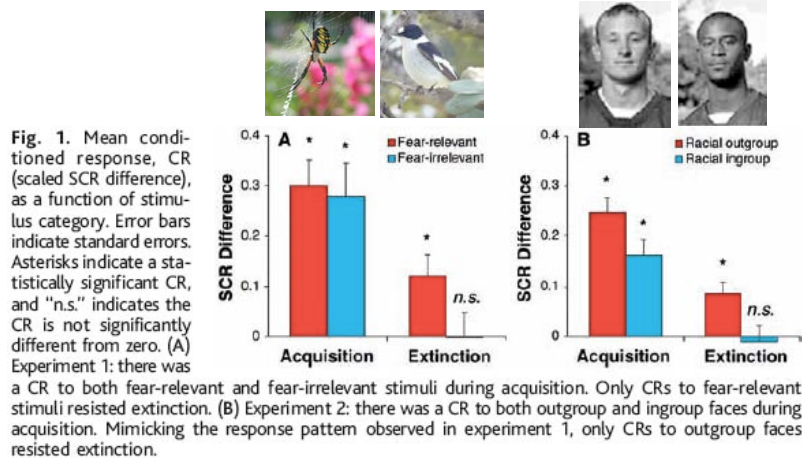 Fig. 1. Mean condi-
tioned response, CR
(scaled SCR difference),
as a function of stimu-
lus category. Error bars
indicate standard errors.
Asterisks indicate a sta-
tistically significant CR,
and "n.s." indicates the
CR is not significantly
different from zero. (A)
Experiment 1: there was
a CR to both fear-relevant and fear-irrelevant stimuli during acquisition. Only CRs to fear-relevant
stimuli resisted extinction. (B) Experiment 2: there was a CR to both outgroup and ingroup faces during
acquisition. Mimicking the response pattern observed in experiment 1, only CRs to outgroup faces
resisted extinction.
A
Fear-relevant
Fear-irrelevant
SCR Difference
0.4
0.3
0.2
0.1
0
*
*
*
n.s.
Acquisition
Extinction
B
Racial outgroup
Racial ingroup
SCR Difference
0.4
0.3
0.2
0.1
0
*
*
*
n.s.
Acquisition
Extinction